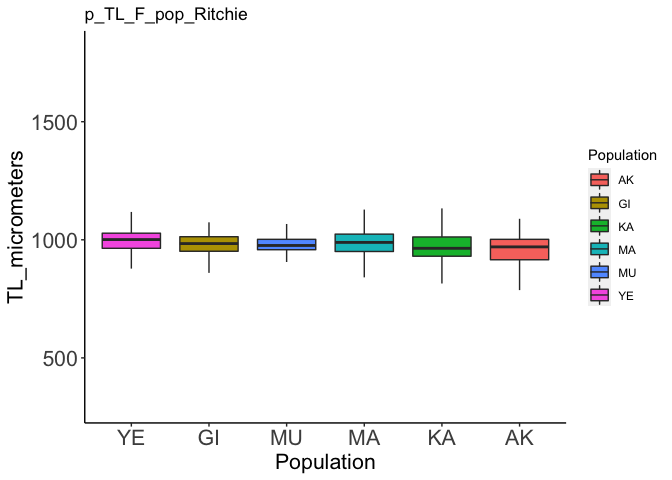 p_TL_F_pop_Ritchie
TL_micrometers
1500
1000
500
YE GI MU MA KA AK
Population
Population
AK
GI
KA
MA
MU
YE